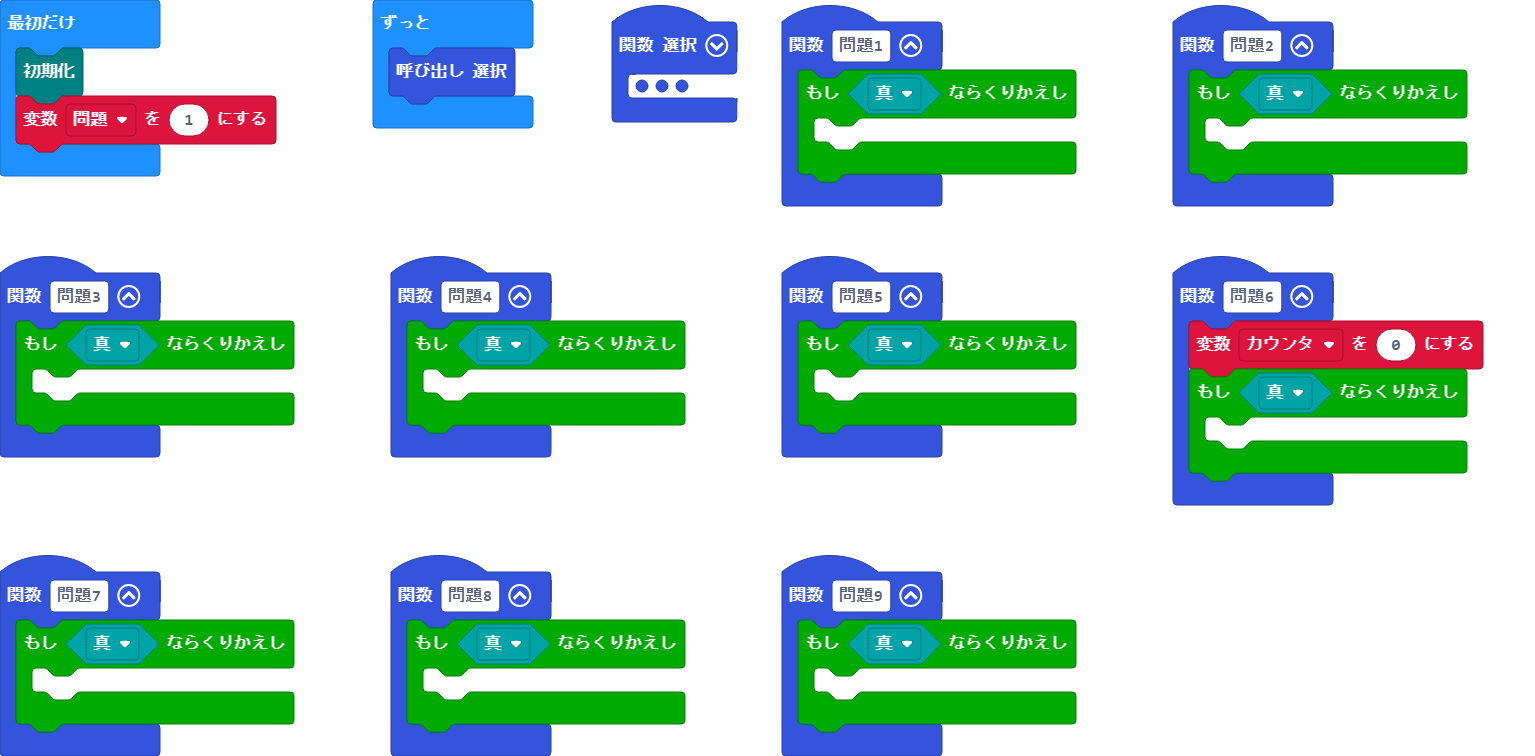 最初だけ
初期化
変数 問題 を 1 にする
ずっと
呼び出し 選択
関数 選択
関数 問題1
もし 真 ならくりかえし
関数 問題2
もし 真 ならくりかえし
関数 問題3
もし 真 ならくりかえし
関数 問題4
もし 真 ならくりかえし
関数 問題5
もし 真 ならくりかえし
関数 問題6
変数 カウンタ を 0 にする
もし 真 ならくりかえし
関数 問題7
もし 真 ならくりかえし
関数 問題8
もし 真 ならくりかえし
関数 問題9
もし 真 ならくりかえし